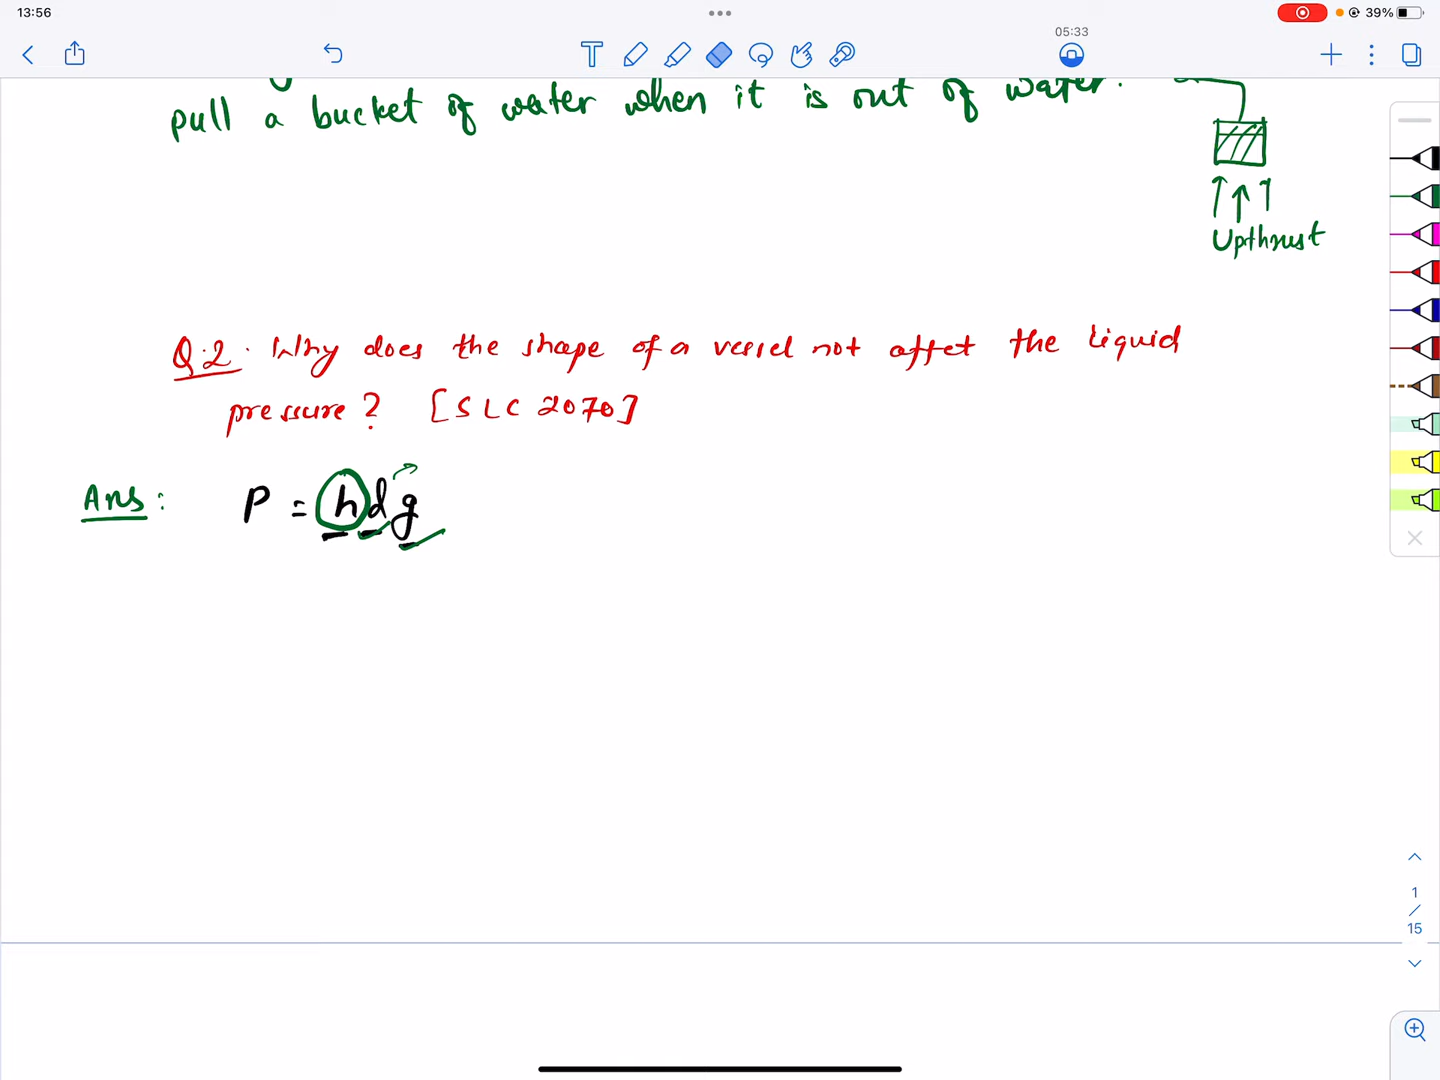 13:56
39%
05:33
pull a bucket of water when it is out of water.
Upthrust
Q.2. Why does the shape of a vessel not affet the liquid
pressure? [SLC 2070]
Ans: P = hdg
1
/
15